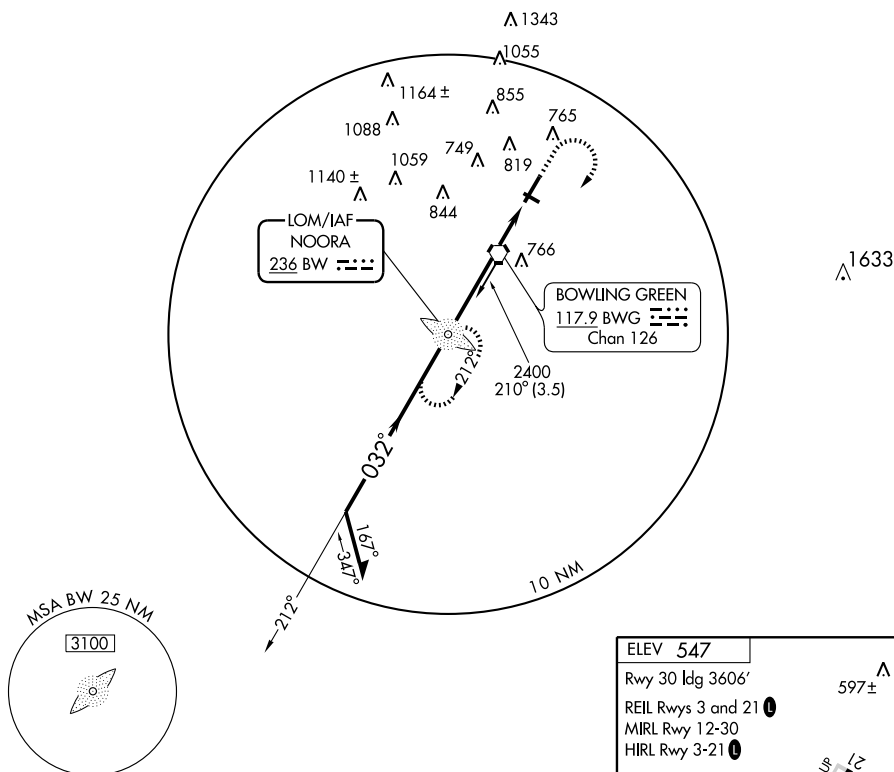 1343
1055
1164 ±
855
765
1088
749
819
1059
1140 ±
844
LOM/IAF
NOORA
236 BW
766
1633
BOWLING GREEN
117.9 BWG
Chan 126
212°
2400
210° (3.5)
032°
167°
347°
212°
10 NM
MSA BW 25 NM
3100
ELEV 547
Rwy 30 ldg 3606'
597 ±
REIL Rwys 3 and 21 L
MIRL Rwy 12-30
HIRL Rwy 3-21 L
UP
21